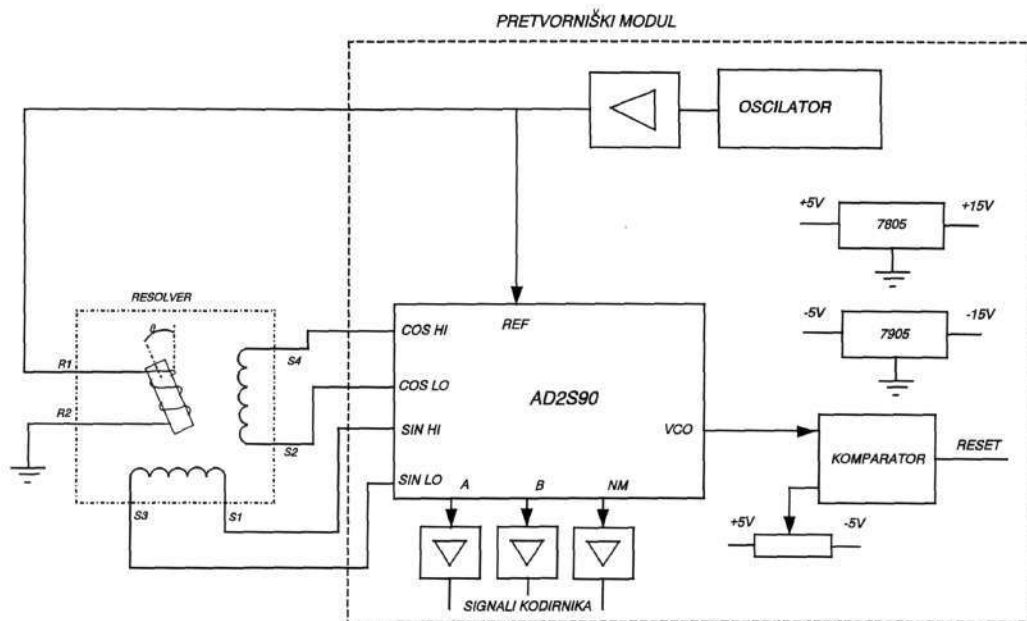 PRETVORNIŠKI MODUL
OSCILATOR
+5V
7805
+15V
-5V
7905
-15V
RESOLVER
θ
R1
R2
S4
S2
S3
S1
COS HI
REF
COS LO
AD2S90
SIN HI
VCO
SIN LO
A
B
NM
KOMPARATOR
RESET
+5V
-5V
SIGNALI KODIRNIKA